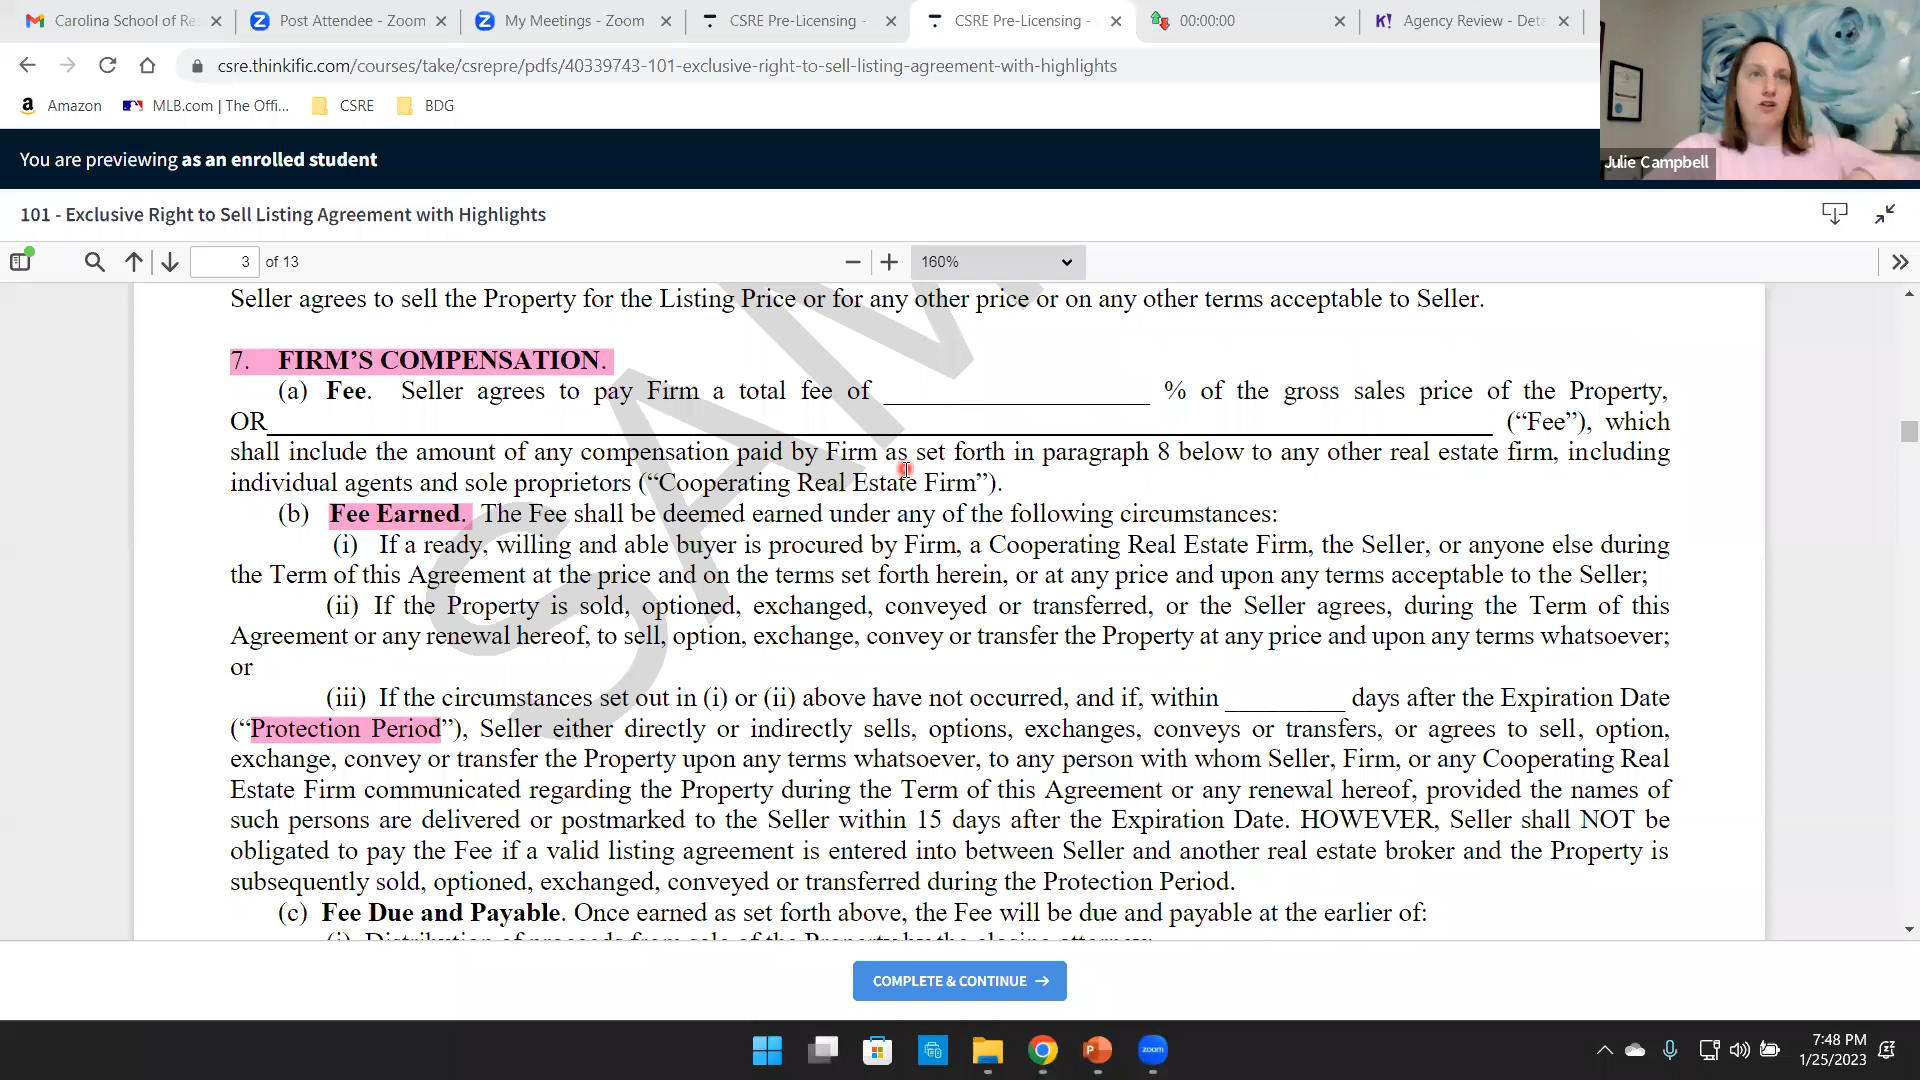 Carolina School of Re
Post Attendee - Zoom
My Meetings - Zoom
CSRE Pre-Licensing -
CSRE Pre-Licensing -
00:00:00
K! Agency Review - Deta
csre.thinkific.com/courses/take/csrepre/pdfs/40339743-101-exclusive-right-to-sell-listing-agreement-with-highlights
a Amazon
MLB.com | The Offi...
CSRE
BDG
Julie Campbell
You are previewing as an enrolled student
101 - Exclusive Right to Sell Listing Agreement with Highlights
3 of 13
160%
Seller agrees to sell the Property for the Listing Price or for any other price or on any other terms acceptable to Seller.
7. FIRM'S COMPENSATION.
(a) Fee. Seller agrees to pay Firm a total fee of ____________________ % of the gross sales price of the Property,
OR____________________ ("Fee"), which
shall include the amount of any compensation paid by Firm as set forth in paragraph 8 below to any other real estate firm, including
individual agents and sole proprietors ("Cooperating Real Estate Firm").
(b) Fee Earned. The Fee shall be deemed earned under any of the following circumstances:
(i) If a ready, willing and able buyer is procured by Firm, a Cooperating Real Estate Firm, the Seller, or anyone else during
the Term of this Agreement at the price and on the terms set forth herein, or at any price and upon any terms acceptable to the Seller;
(ii) If the Property is sold, optioned, exchanged, conveyed or transferred, or the Seller agrees, during the Term of this
Agreement or any renewal hereof, to sell, option, exchange, convey or transfer the Property at any price and upon any terms whatsoever;
or
(iii) If the circumstances set out in (i) or (ii) above have not occurred, and if, within _________ days after the Expiration Date
("Protection Period"), Seller either directly or indirectly sells, options, exchanges, conveys or transfers, or agrees to sell, option,
exchange, convey or transfer the Property upon any terms whatsoever, to any person with whom Seller, Firm, or any Cooperating Real
Estate Firm communicated regarding the Property during the Term of this Agreement or any renewal hereof, provided the names of
such persons are delivered or postmarked to the Seller within 15 days after the Expiration Date. HOWEVER, Seller shall NOT be
obligated to pay the Fee if a valid listing agreement is entered into between Seller and another real estate broker and the Property is
subsequently sold, optioned, exchanged, conveyed or transferred during the Protection Period.
(c) Fee Due and Payable. Once earned as set forth above, the Fee will be due and payable at the earlier of:
(i) Distribution of proceeds from sale of the Property by the closing attorney;
SAM
COMPLETE & CONTINUE →
zoom
7:48 PM
1/25/2023